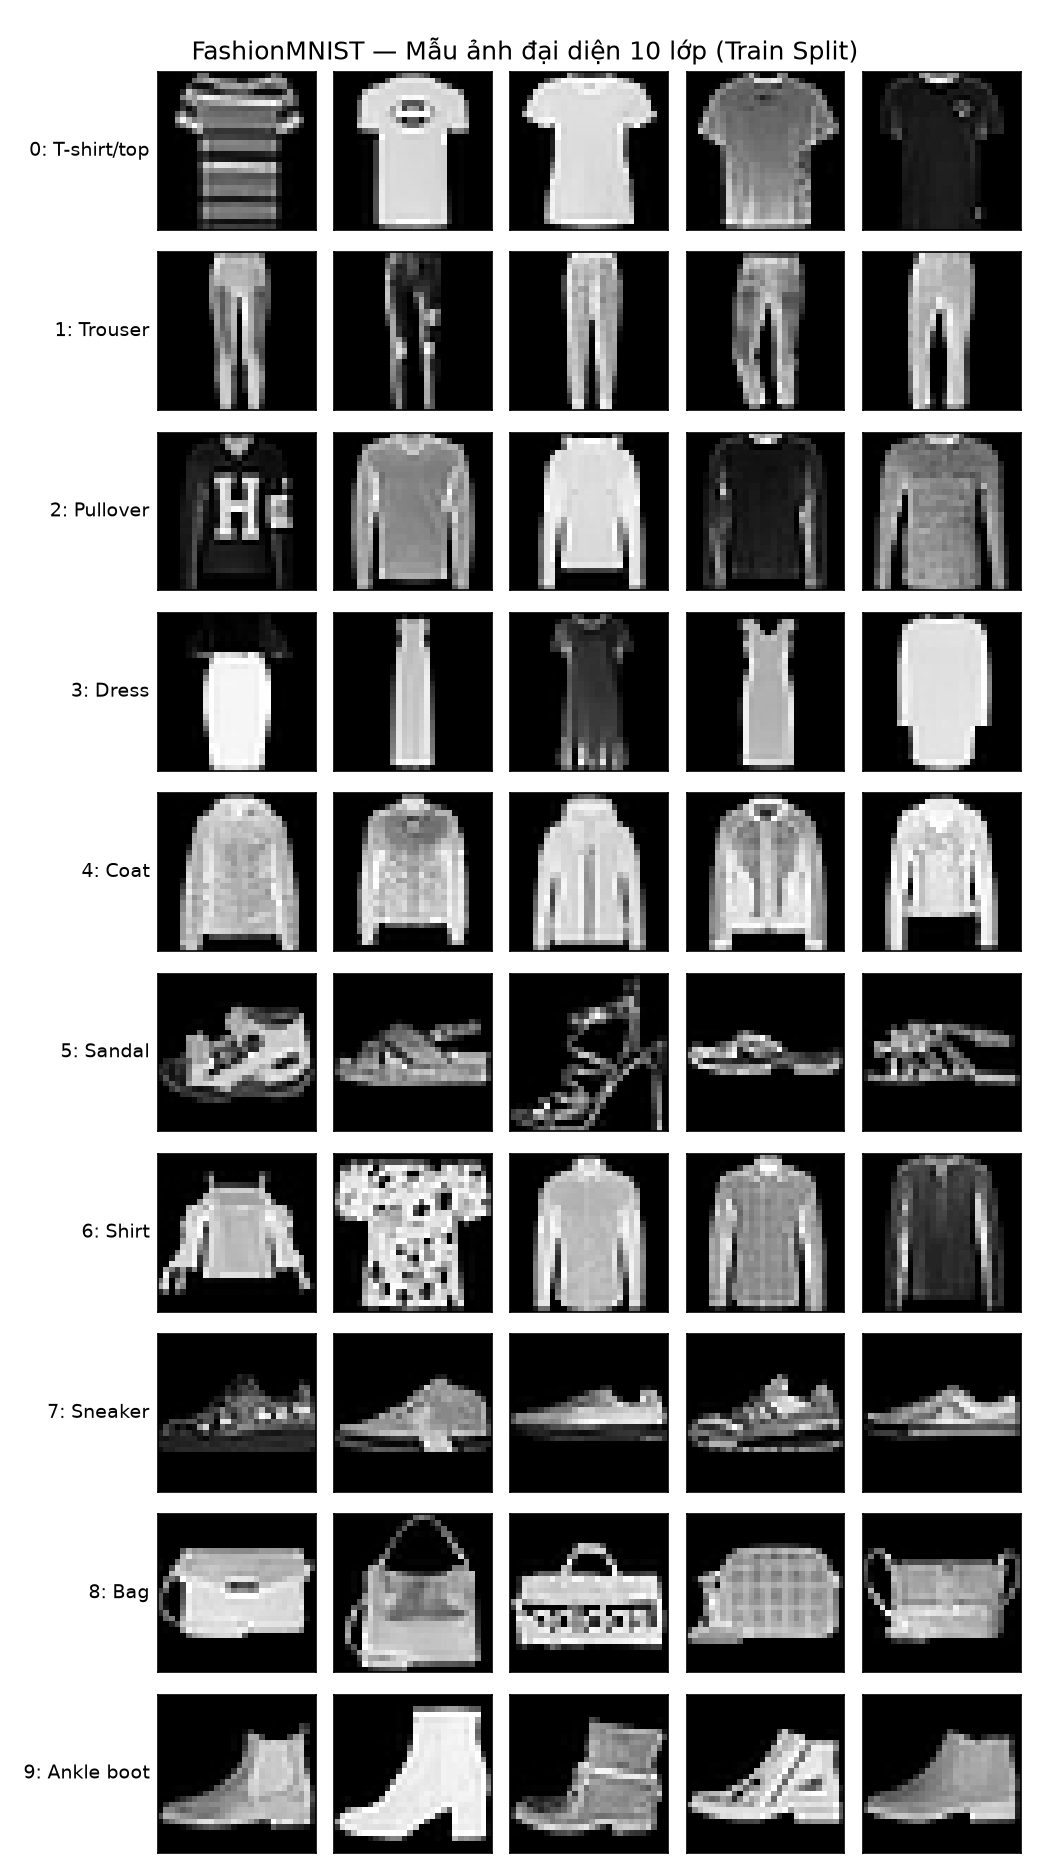 FashionMNIST — Mẫu ảnh đại diện 10 lớp (Train Split)
0: T-shirt/top
1: Trouser
2: Pullover
H
3: Dress
4: Coat
5: Sandal
6: Shirt
7: Sneaker
8: Bag
9: Ankle boot